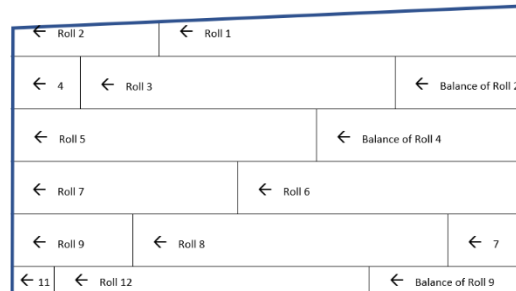 ← Roll 2 ← Roll 1
← 4 ← Roll 3 ← Balance of Roll 2
← Roll 5 ← Balance of Roll 4
← Roll 7 ← Roll 6
← Roll 9 ← Roll 8 ← 7
← 11 ← Roll 12 ← Balance of Roll 9